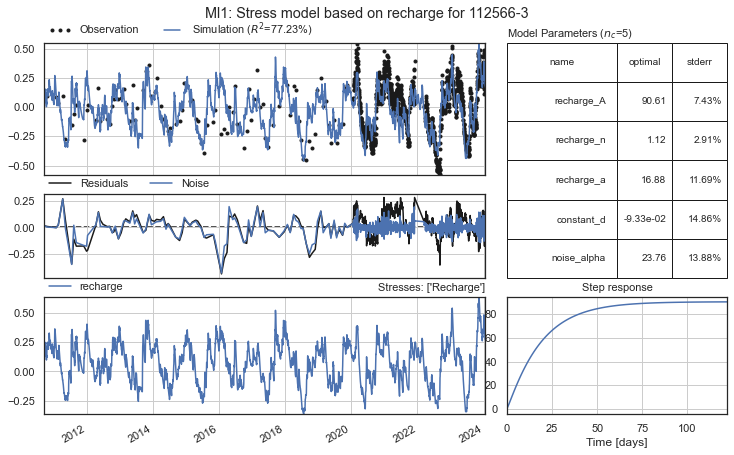 Ml1: Stress model based on recharge for 112566-3
Observation Simulation (R²=77.23%)
0.50
0.25
0.00
−0.25
−0.50
Residuals Noise
0.25
0.00
−0.25
recharge Stresses: ['Recharge']
0.50
0.25
0.00
−0.25
2012 2014 2016 2018 2020 2022 2024
Model Parameters (n_c=5)
name optimal stderr
recharge_A 90.61 7.43%
recharge_n 1.12 2.91%
recharge_a 16.88 11.69%
constant_d -9.33e-02 14.86%
noise_alpha 23.76 13.88%
Step response
80
60
40
20
0
0 25 50 75 100
Time [days]